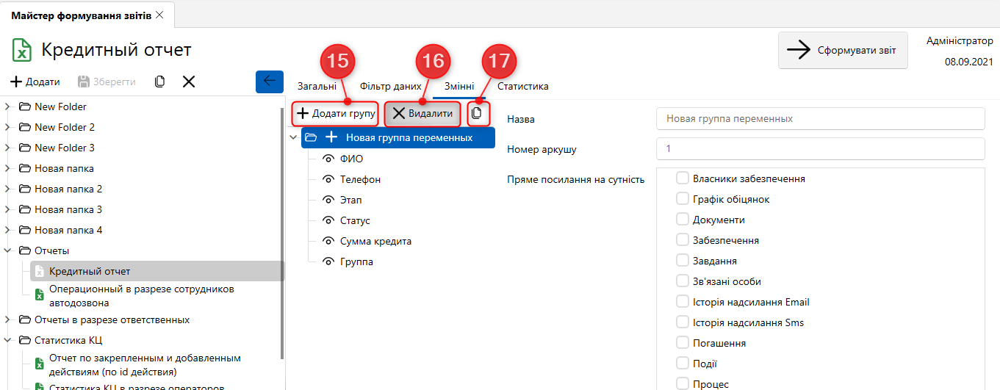 Майстер формування звітів
Кредитный отчет
Сформувати звіт
Адміністратор
08.09.2021
Додати
Зберегти
15
16
17
Загальні
Фільтр даних
Змінні
Статистика
New Folder
New Folder 2
New Folder 3
Новая папка
Новая папка 2
Новая папка 3
Новая папка 4
Отчеты
Кредитный отчет
Операционный в разрезе сотрудников
автодозвона
Отчеты в разрезе ответственных
Статистика КЦ
Отчет по закрепленным и добавленным
действиям (по id действия)
Статистика КЦ в разрезе операторов
Додати групу
Видалити
Новая группа переменных
ФИО
Телефон
Этап
Статус
Сумма кредита
Группа
Назва
Новая группа переменных
Номер аркушу
1
Пряме посилання на сутність
Власники забезпечення
Графік обіцянок
Документи
Забезпечення
Завдання
Зв'язані особи
Історія надсилання Email
Історія надсилання Sms
Погашення
Події
Процес